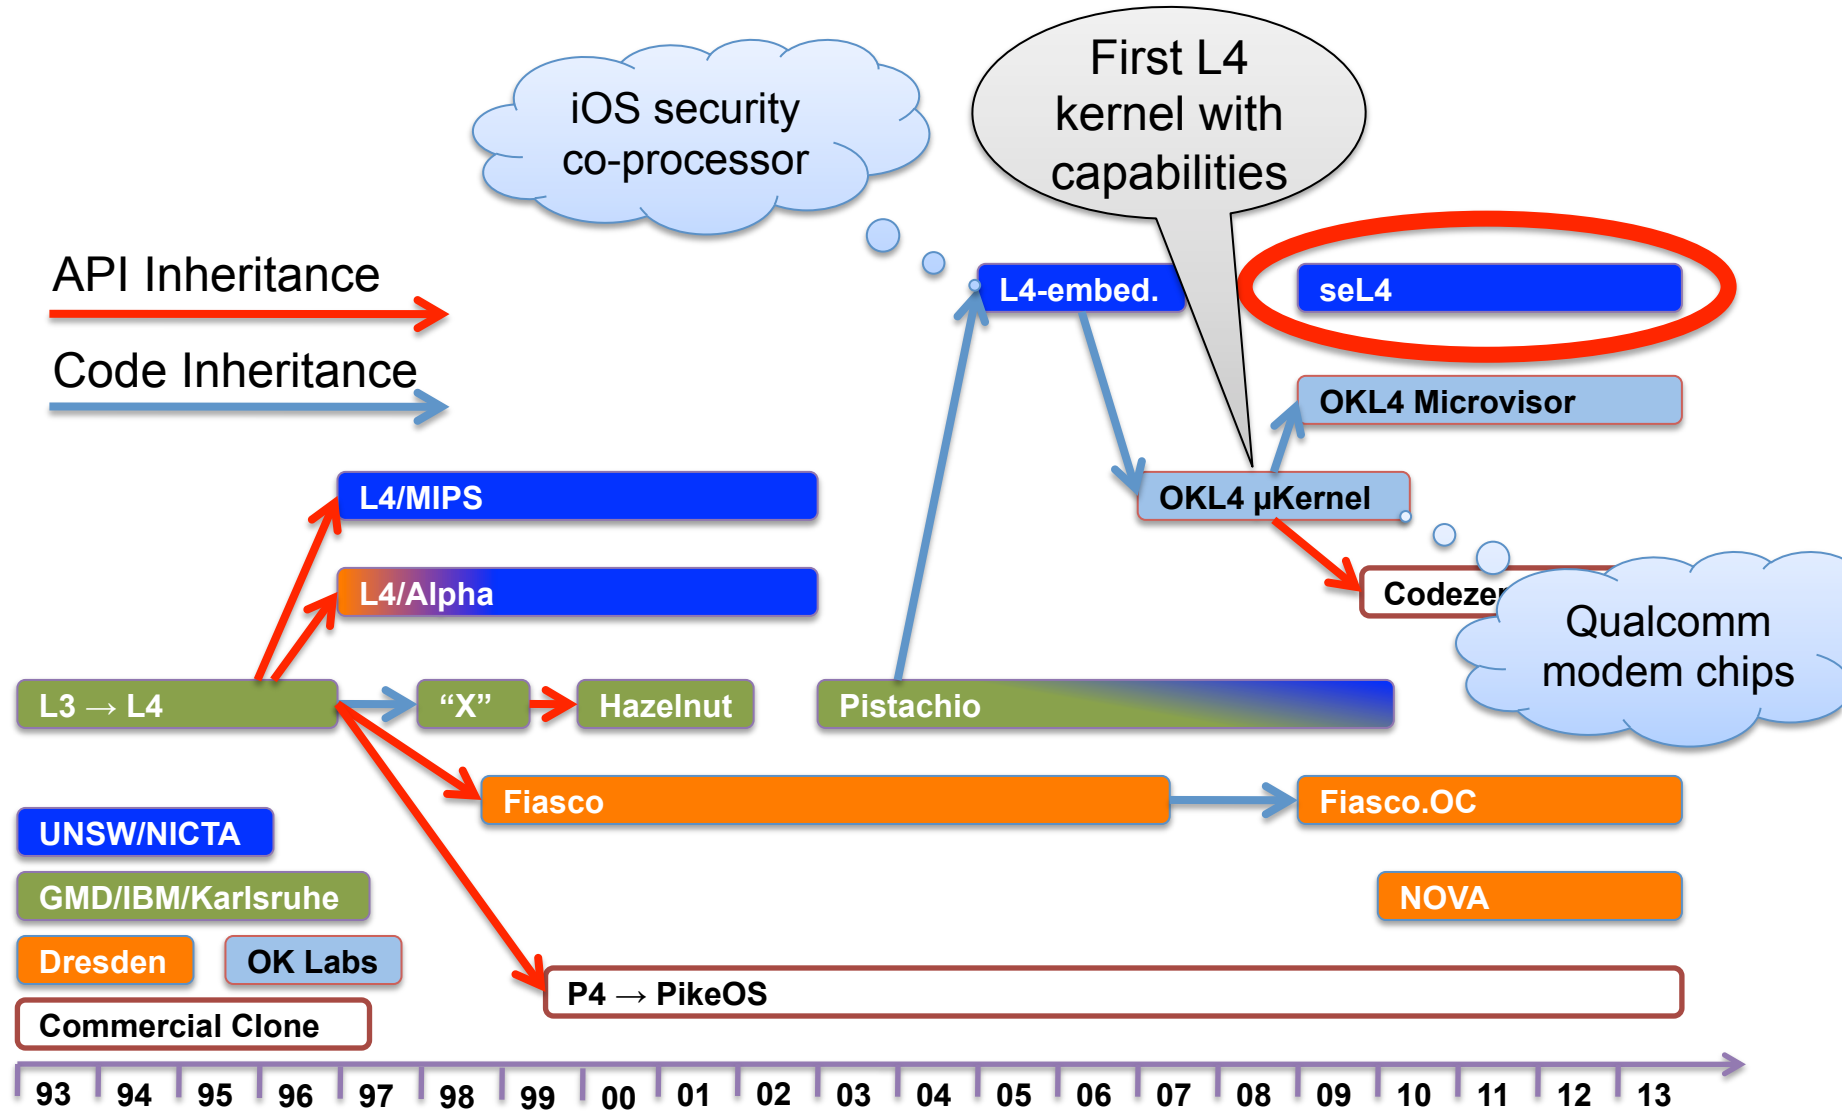 iOS security
co-processor
First L4
kernel with
capabilities
API Inheritance
Code Inheritance
L4-embed.
seL4
OKL4 Microvisor
L4/MIPS
OKL4 µKernel
L4/Alpha
Qualcomm
modem chips
L3 → L4
“X”
Hazelnut
Pistachio
Fiasco
Fiasco.OC
UNSW/NICTA
GMD/IBM/Karlsruhe
NOVA
Dresden
OK Labs
P4 → PikeOS
Commercial Clone
93 94 95 96 97 98 99 00 01 02 03 04 05 06 07 08 09 10 11 12 13